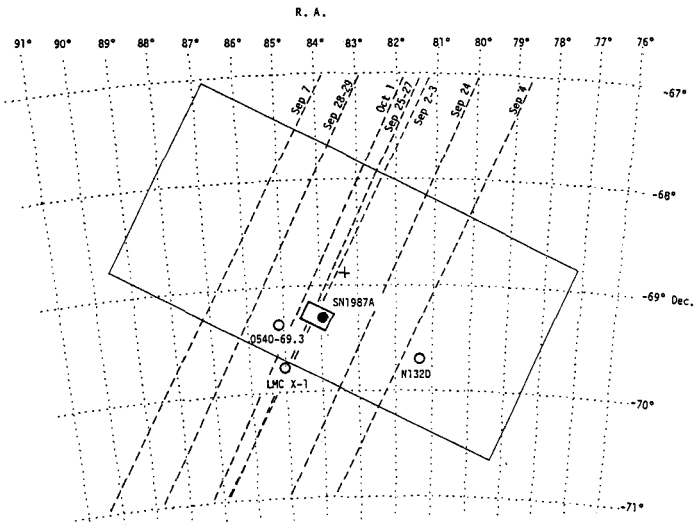 R. A.
91° 90° 89° 88° 87° 86° 85° 84° 83° 82° 81° 80° 79° 78° 77° 76°
-67°
Sep 7
Sep 28-29
Oct 1
Sep 25-27
Sep 2-3
Sep 24
Sep 4
-68°
-69° Dec.
SN1987A
0540-69.3
LMC X-1
N132D
-70°
-71°